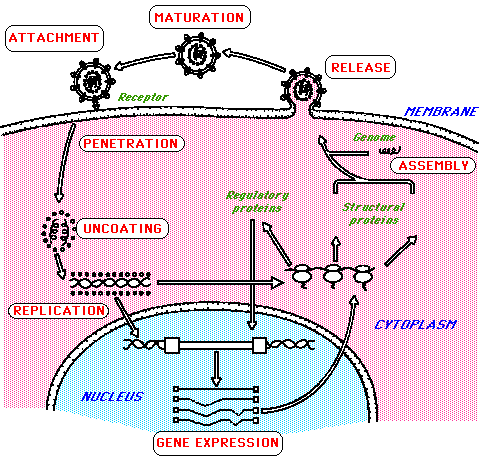 MATURATION
ATTACHMENT
RELEASE
Receptor
MEMBRANE
PENETRATION
Genome
ASSEMBLY
Regulatory
proteins
Structural
proteins
UNCOATING
REPLICATION
CYTOPLASM
NUCLEUS
GENE EXPRESSION